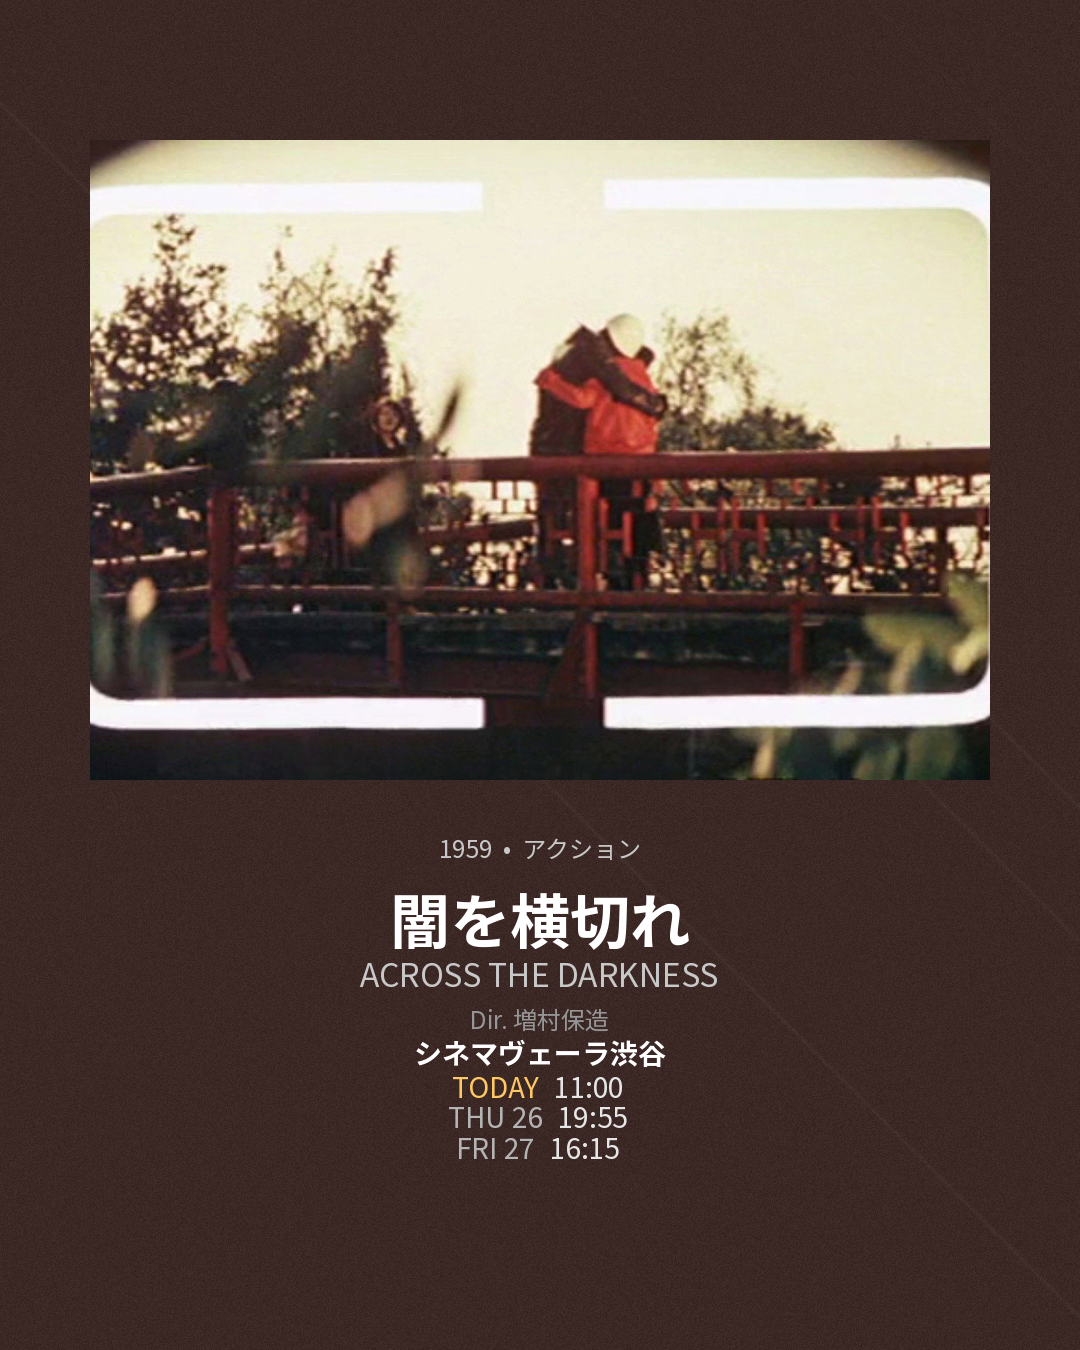 1959 • アクション
闇を横切れ
ACROSS THE DARKNESS
Dir. 増村保造
シネマヴェーラ渋谷
TODAY 11:00
THU 26 19:55
FRI 27 16:15